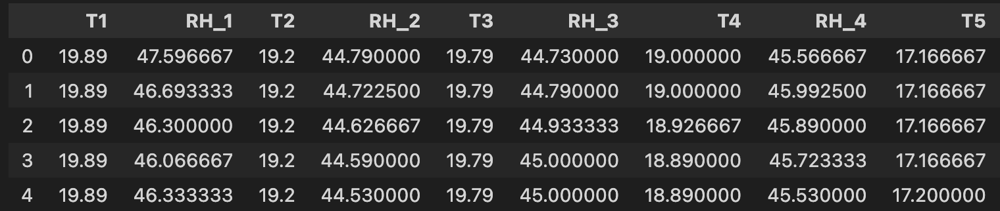 T1 RH_1 T2 RH_2 T3 RH_3 T4 RH_4 T5
0 19.89 47.596667 19.2 44.790000 19.79 44.730000 19.000000 45.566667 17.166667
1 19.89 46.693333 19.2 44.722500 19.79 44.790000 19.000000 45.992500 17.166667
2 19.89 46.300000 19.2 44.626667 19.79 44.933333 18.926667 45.890000 17.166667
3 19.89 46.066667 19.2 44.590000 19.79 45.000000 18.890000 45.723333 17.166667
4 19.89 46.333333 19.2 44.530000 19.79 45.000000 18.890000 45.530000 17.200000